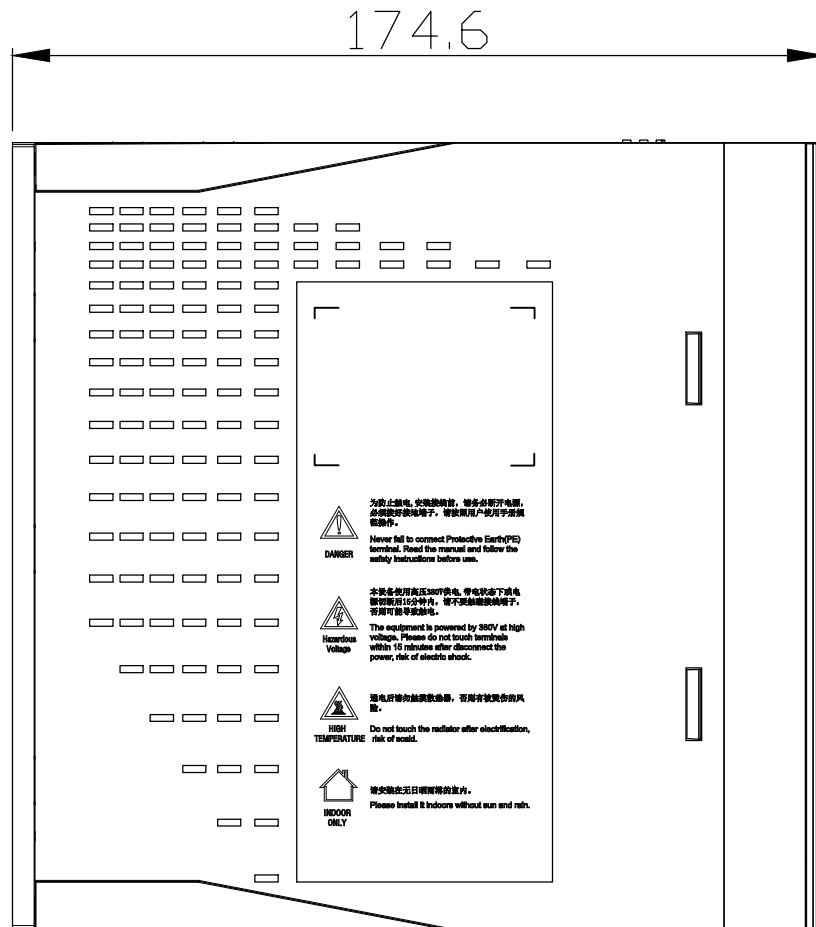 174.6
为防止触电, 安装接线前, 请务必断开电源,
必须接好接地端子, 请按照用户使用手册规
范操作。
DANGER
Never fail to connect Protective Earth(PE)
terminal. Read the manual and follow the
safety instructions before use.
本设备使用高压380V供电, 带电状态下或电
源切断后15分钟内, 请不要触碰接线端子,
否则可能导致触电。
Hazardous
Voltage
The equipment is powered by 380V at high
voltage. Please do not touch terminals
within 15 minutes after disconnect the
power, risk of electric shock.
通电后请勿触摸散热器, 否则有被烫伤的风
险。
HIGH
TEMPERATURE
Do not touch the radiator after electrification,
risk of scald.
请安装在无日晒雨淋的室内。
INDOOR
ONLY
Please install it indoors without sun and rain.